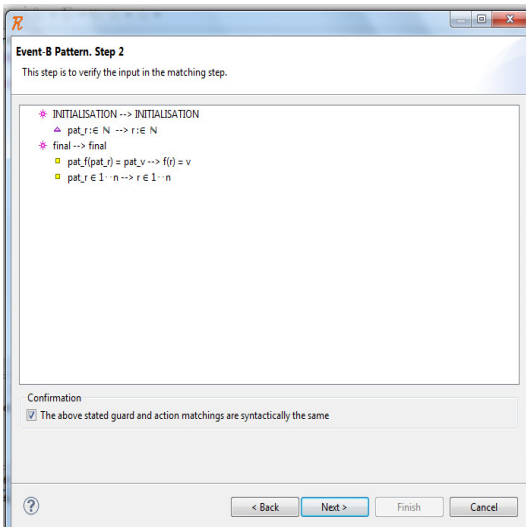 Event-B Pattern. Step 2
This step is to verify the input in the matching step.
INITIALISATION --> INITIALISATION
pat_r :∈ ℕ --> r :∈ ℕ
final --> final
pat_f(pat_r) = pat_v --> f(r) = v
pat_r ∈ 1‥n --> r ∈ 1‥n
Confirmation
The above stated guard and action matchings are syntactically the same
?
< Back Next > Finish Cancel